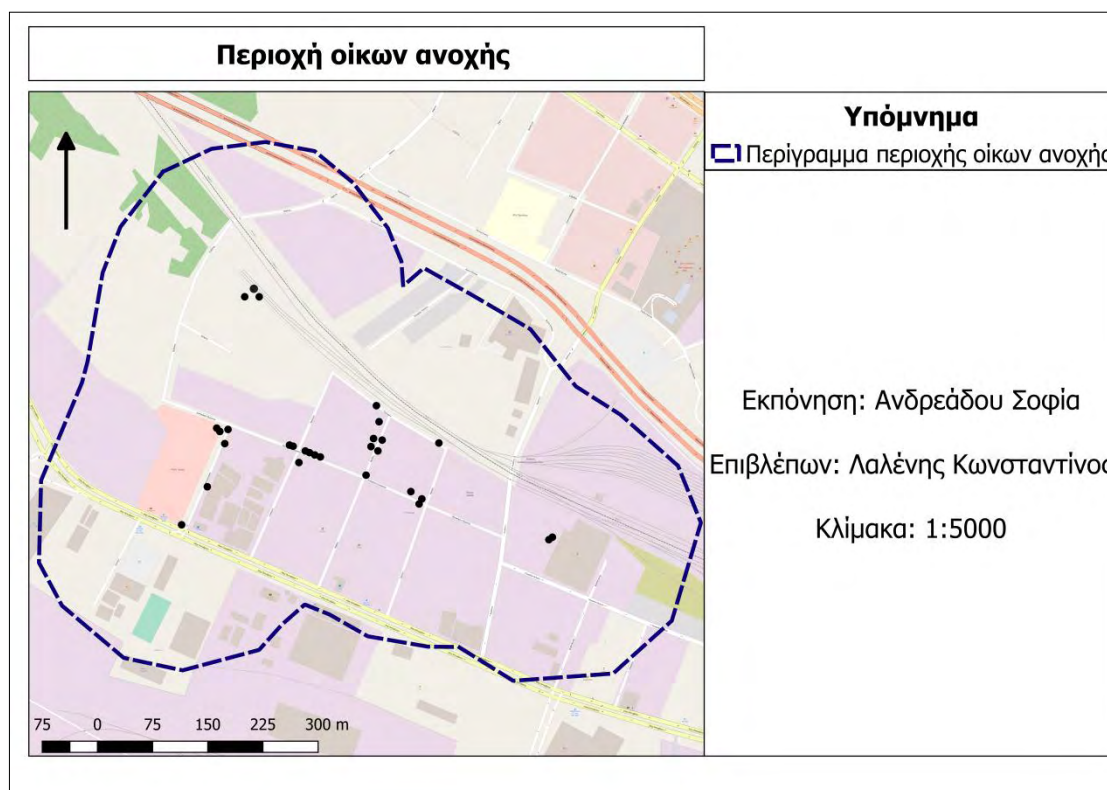 Περιοχή οίκων ανοχής
Υπόμνημα
Περίγραμμα περιοχής οίκων ανοχής
Εκπόνηση: Ανδρεάδου Σοφία
Επιβλέπων: Λαλένης Κωνσταντίνος
Κλίμακα: 1:5000
75 0 75 150 225 300 m